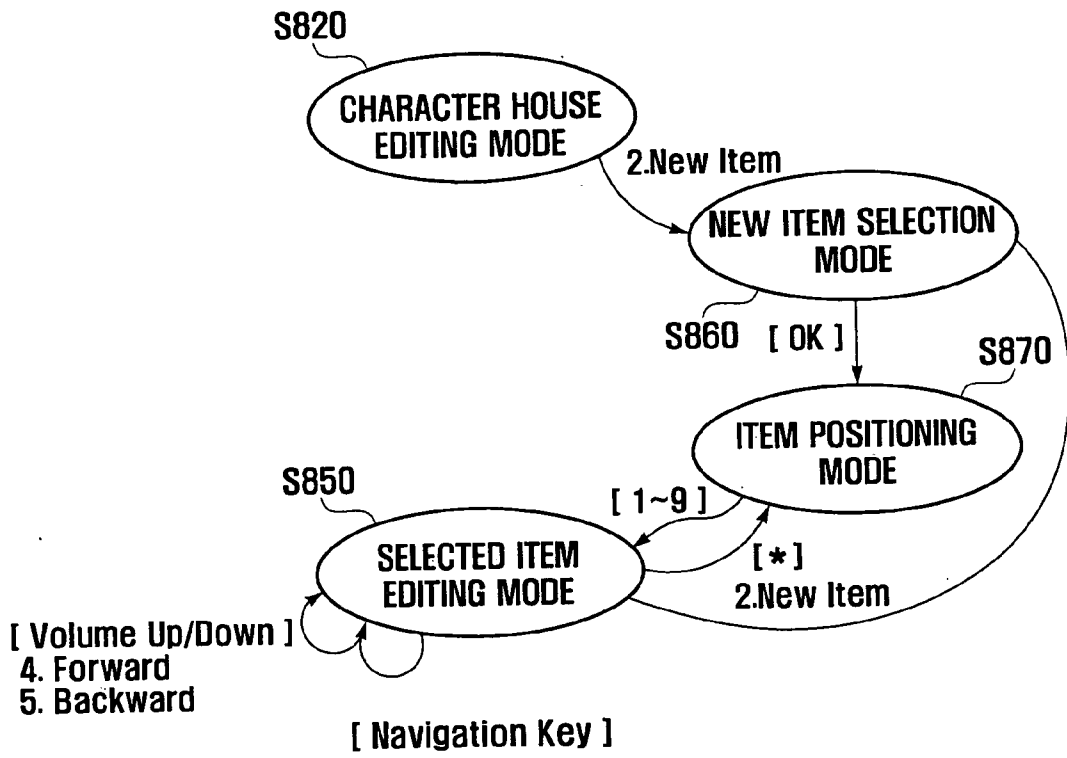 S820
CHARACTER HOUSE
EDITING MODE
2.New Item
NEW ITEM SELECTION
MODE
S860
[ OK ]
S870
ITEM POSITIONING
MODE
S850
[ 1~9 ]
SELECTED ITEM
EDITING MODE
[*]
2.New Item
[ Volume Up/Down ]
4. Forward
5. Backward
[ Navigation Key ]